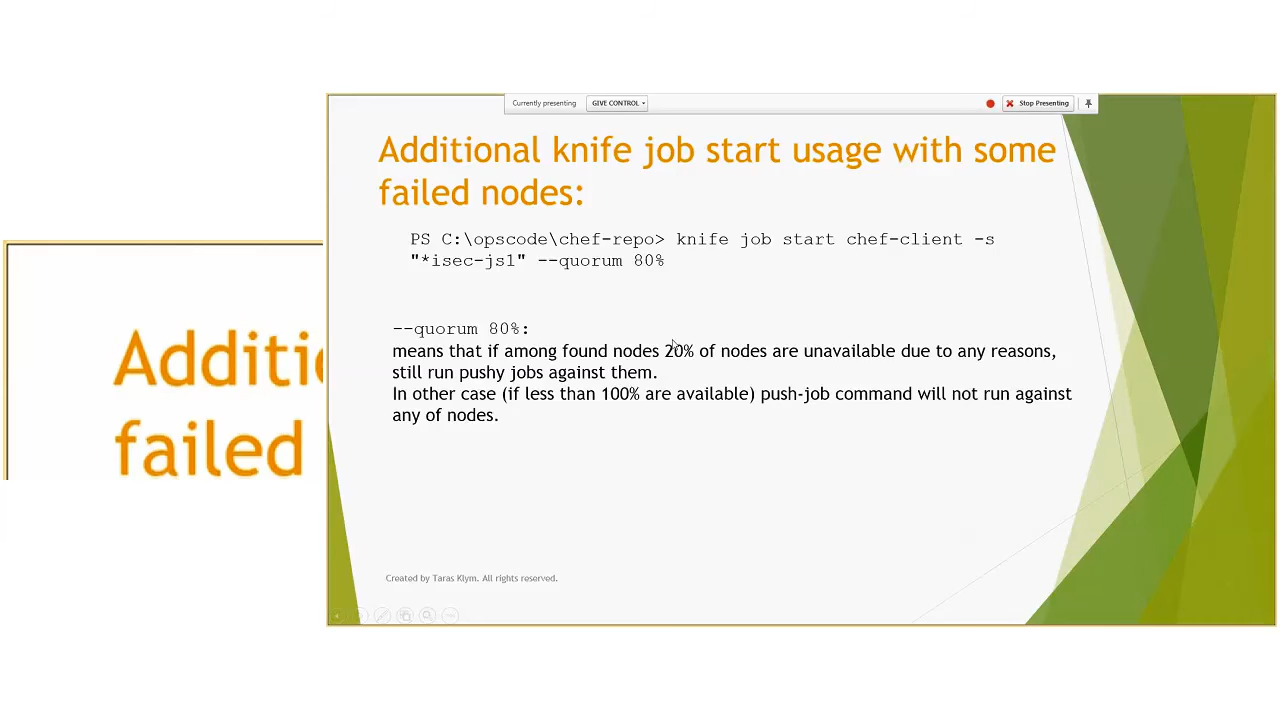 Currently presenting
GIVE CONTROL
Stop Presenting
Additional knife job start usage with some
failed nodes:
PS C:\opscode\chef-repo> knife job start chef-client -s
"*isec-js1" --quorum 80%
--quorum 80%:
means that if among found nodes 20% of nodes are unavailable due to any reasons,
still run pushy jobs against them.
In other case (if less than 100% are available) push-job command will not run against
any of nodes.
Created by Taras Klym. All rights reserved.
Additi
failed